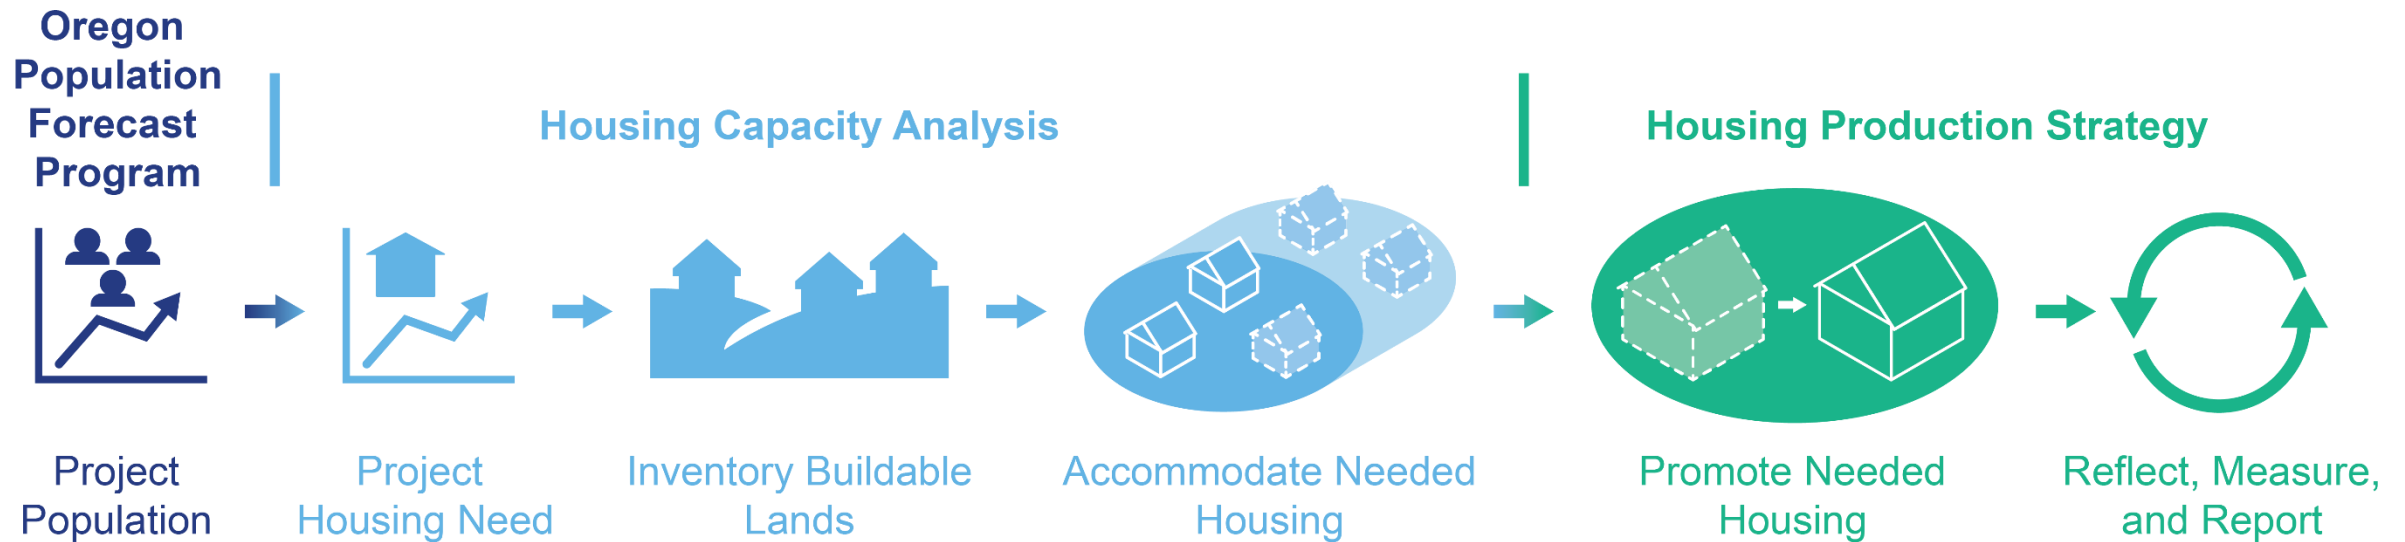 Oregon
Population
Forecast
Program
Housing Capacity Analysis
Housing Production Strategy
Project
Population
Project
Housing Need
Inventory Buildable
Lands
Accommodate Needed
Housing
Promote Needed
Housing
Reflect, Measure,
and Report